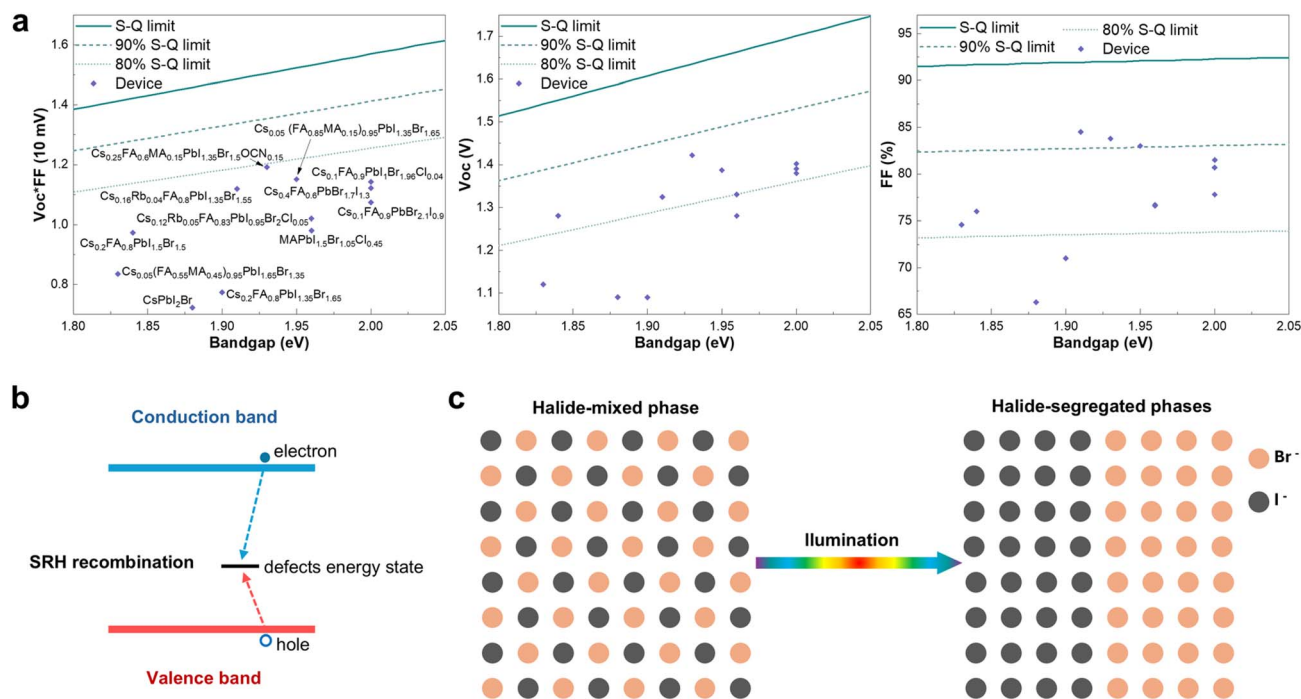 a
S-Q limit
90% S-Q limit
80% S-Q limit
Device
1.6
1.4
1.2
1.0
0.8
Voc*FF (10 mV)
Cs0.05 (FA0.85MA0.15)0.95PbI1.35Br1.65
Cs0.25FA0.6MA0.15PbI1.35Br1.5OCN0.15
Cs0.1FA0.9PbI1Br1.96Cl0.04
Cs0.16Rb0.04FA0.8PbI1.35Br1.55
Cs0.4FA0.6PbBr1.7I1.3
Cs0.12Rb0.05FA0.83PbI0.95Br2Cl0.05
Cs0.1FA0.9PbBr2.1I0.9
Cs0.2FA0.8PbI1.5Br1.5
MAPbI1.5Br1.05Cl0.45
Cs0.05(FA0.55MA0.45)0.95PbI1.65Br1.35
CsPbI2Br
Cs0.2FA0.8PbI1.35Br1.65
1.80 1.85 1.90 1.95 2.00 2.05
Bandgap (eV)
S-Q limit
90% S-Q limit
80% S-Q limit
Device
1.7
1.6
1.5
1.4
1.3
1.2
1.1
Voc (V)
1.80 1.85 1.90 1.95 2.00 2.05
Bandgap (eV)
S-Q limit
80% S-Q limit
90% S-Q limit
Device
95
90
85
80
75
70
65
FF (%)
1.80 1.85 1.90 1.95 2.00 2.05
Bandgap (eV)
b
Conduction band
electron
SRH recombination
defects energy state
hole
Valence band
c
Halide-mixed phase
Halide-segregated phases
Ilumination
Br-
I-